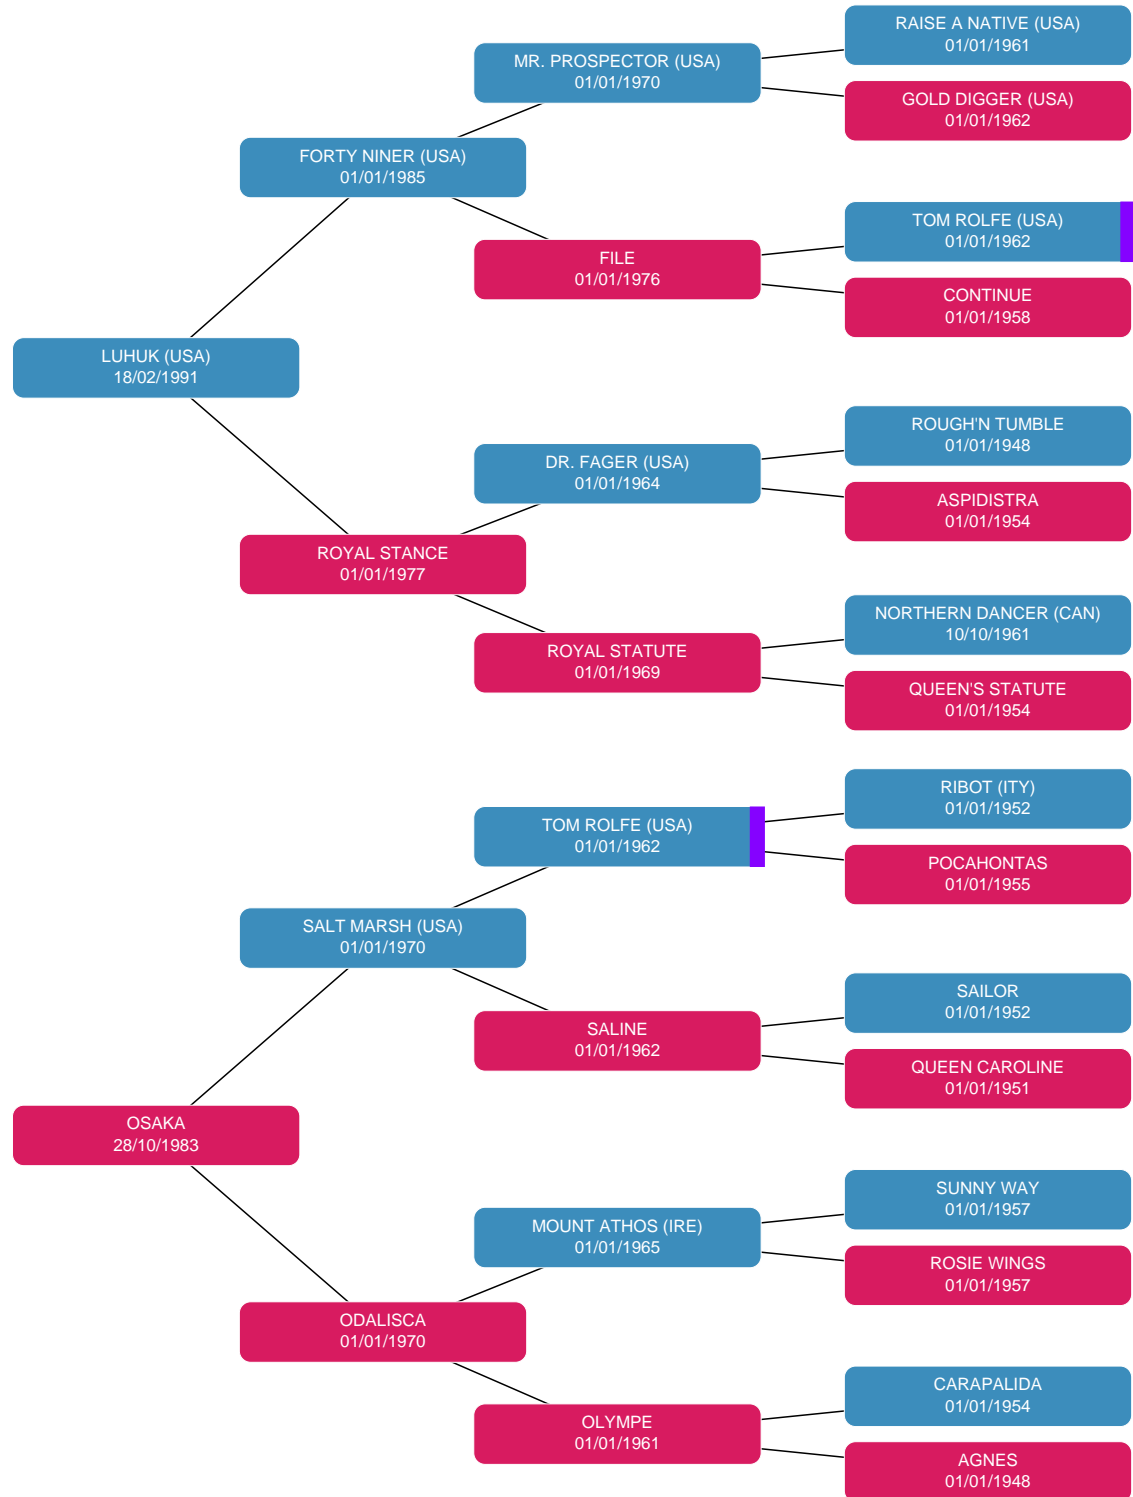 RAISE A NATIVE (USA)
01/01/1961
MR. PROSPECTOR (USA)
01/01/1970
GOLD DIGGER (USA)
01/01/1962
FORTY NINER (USA)
01/01/1985
TOM ROLFE (USA)
01/01/1962
FILE
01/01/1976
CONTINUE
01/01/1958
LUHUK (USA)
18/02/1991
ROUGH'N TUMBLE
01/01/1948
DR. FAGER (USA)
01/01/1964
ASPIDISTRA
01/01/1954
ROYAL STANCE
01/01/1977
NORTHERN DANCER (CAN)
10/10/1961
ROYAL STATUTE
01/01/1969
QUEEN'S STATUTE
01/01/1954
RIBOT (ITY)
01/01/1952
TOM ROLFE (USA)
01/01/1962
POCAHONTAS
01/01/1955
SALT MARSH (USA)
01/01/1970
SAILOR
01/01/1952
SALINE
01/01/1962
QUEEN CAROLINE
01/01/1951
OSAKA
28/10/1983
SUNNY WAY
01/01/1957
MOUNT ATHOS (IRE)
01/01/1965
ROSIE WINGS
01/01/1957
ODALISCA
01/01/1970
CARAPALIDA
01/01/1954
OLYMPE
01/01/1961
AGNES
01/01/1948